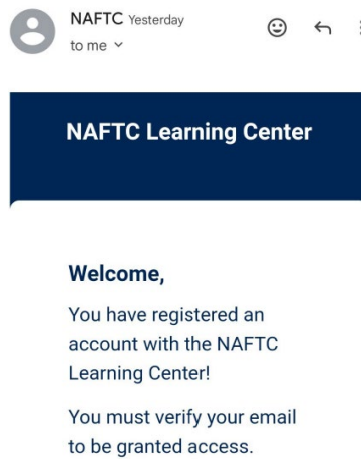 NAFTC Yesterday
to me
NAFTC Learning Center
Welcome,
You have registered an
account with the NAFTC
Learning Center!
You must verify your email
to be granted access.